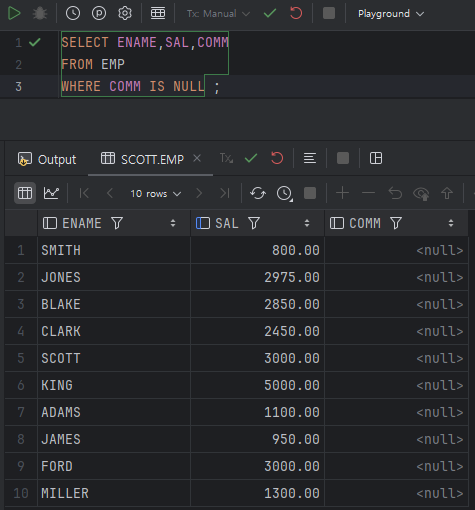 Tx: Manual
Playground
1 SELECT ENAME,SAL,COMM
2 FROM EMP
3 WHERE COMM IS NULL ;
Output SCOTT.EMP Tx
10 rows
ENAME SAL COMM
1 SMITH 800.00 <null>
2 JONES 2975.00 <null>
3 BLAKE 2850.00 <null>
4 CLARK 2450.00 <null>
5 SCOTT 3000.00 <null>
6 KING 5000.00 <null>
7 ADAMS 1100.00 <null>
8 JAMES 950.00 <null>
9 FORD 3000.00 <null>
10 MILLER 1300.00 <null>